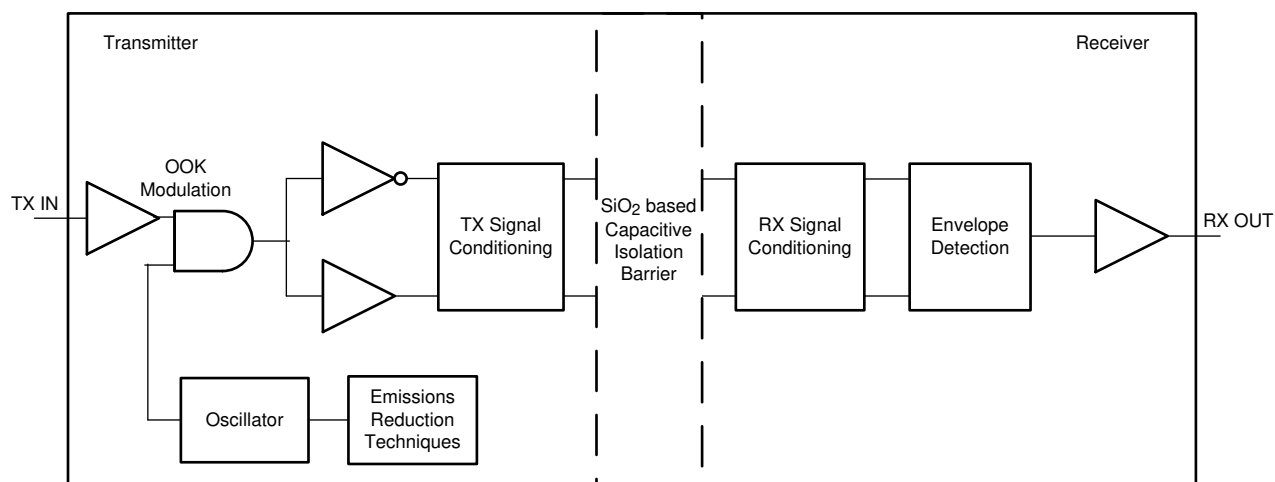 Transmitter
Receiver
OOK
Modulation
TX IN
TX Signal
Conditioning
SiO2 based
Capacitive
Isolation
Barrier
RX Signal
Conditioning
Envelope
Detection
RX OUT
Oscillator
Emissions
Reduction
Techniques